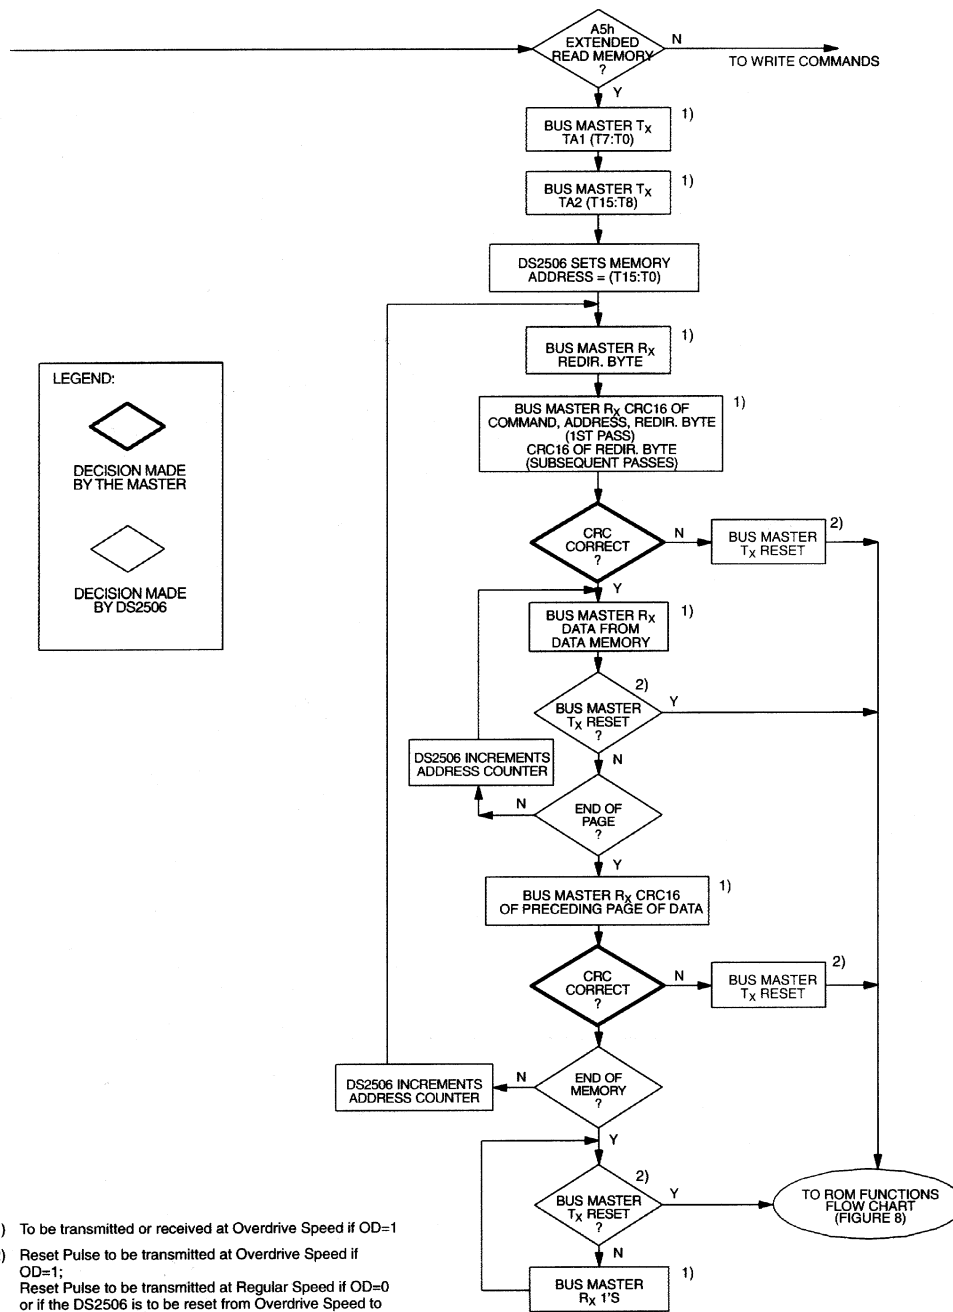 A5h
EXTENDED
READ MEMORY
?
N
TO WRITE COMMANDS
Y
BUS MASTER TX
TA1 (T7:T0)
1)
BUS MASTER TX
TA2 (T15:T8)
1)
DS2506 SETS MEMORY
ADDRESS = (T15:T0)
BUS MASTER RX
REDIR. BYTE
1)
LEGEND:
DECISION MADE
BY THE MASTER
DECISION MADE
BY DS2506
BUS MASTER RX CRC16 OF
COMMAND, ADDRESS, REDIR. BYTE
(1ST PASS)
CRC16 OF REDIR. BYTE
(SUBSEQUENT PASSES)
1)
CRC
CORRECT
?
N
BUS MASTER
TX RESET
2)
Y
BUS MASTER RX
DATA FROM
DATA MEMORY
1)
BUS MASTER
TX RESET
?
2)
Y
N
DS2506 INCREMENTS
ADDRESS COUNTER
END OF
PAGE
?
N
Y
BUS MASTER RX CRC16
OF PRECEDING PAGE OF DATA
1)
CRC
CORRECT
?
N
BUS MASTER
TX RESET
2)
END OF
MEMORY
?
N
DS2506 INCREMENTS
ADDRESS COUNTER
Y
BUS MASTER
TX RESET
?
2)
Y
TO ROM FUNCTIONS
FLOW CHART
(FIGURE 8)
N
BUS MASTER
RX 1'S
1)
) To be transmitted or received at Overdrive Speed if OD=1
) Reset Pulse to be transmitted at Overdrive Speed if
OD=1;
Reset Pulse to be transmitted at Regular Speed if OD=0
or if the DS2506 is to be reset from Overdrive Speed to